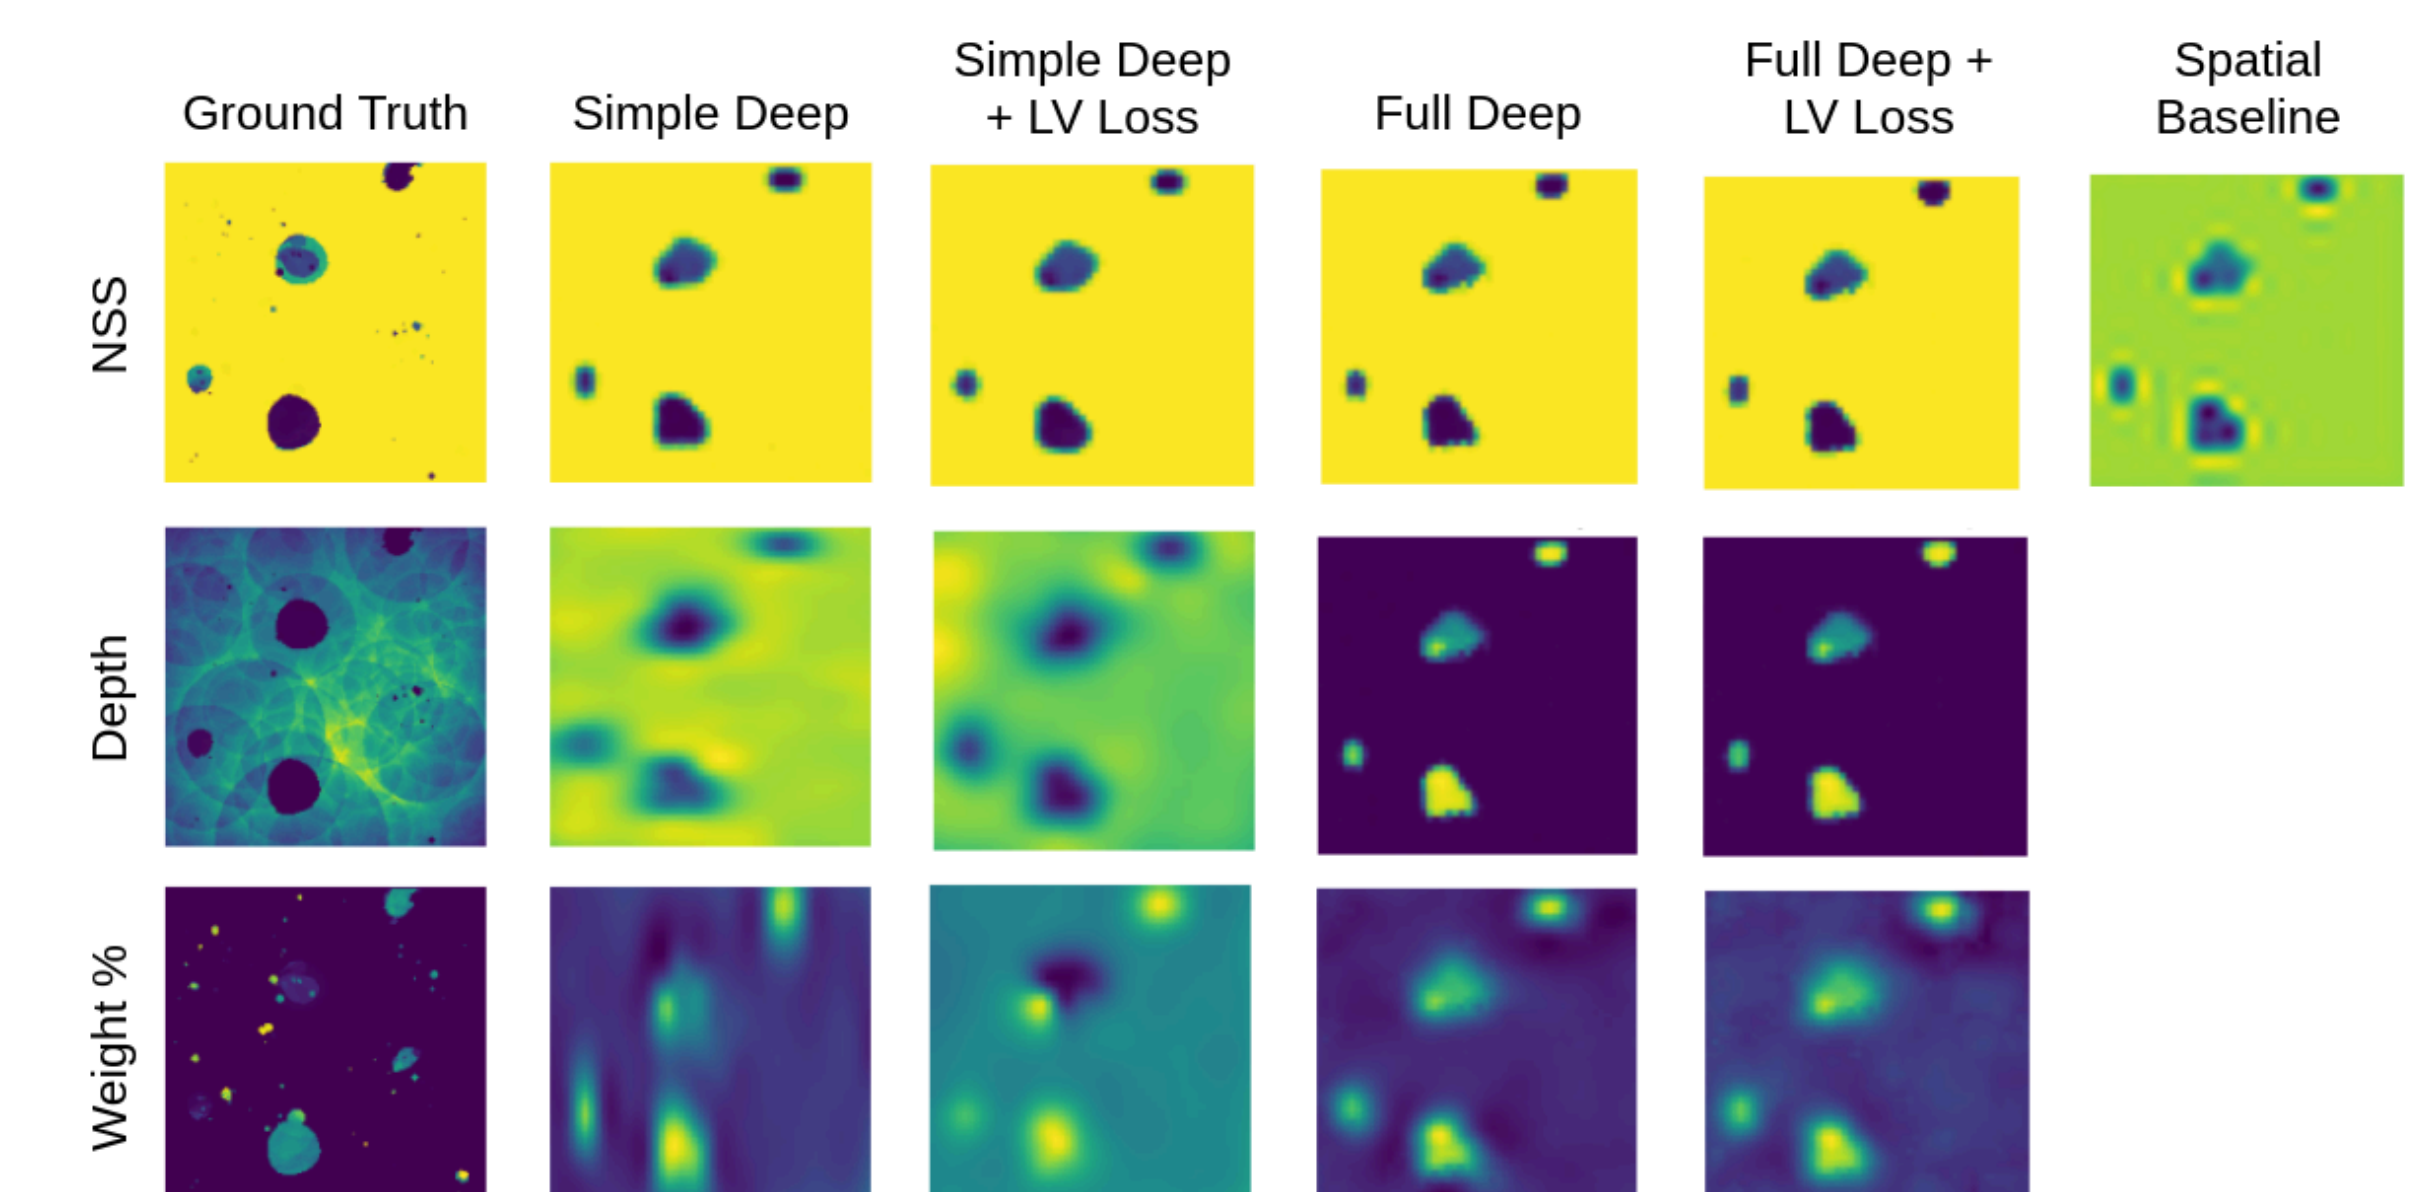 Ground Truth
Simple Deep
Simple Deep
+ LV Loss
Full Deep
Full Deep +
LV Loss
Spatial
Baseline
NSS
Depth
Weight %